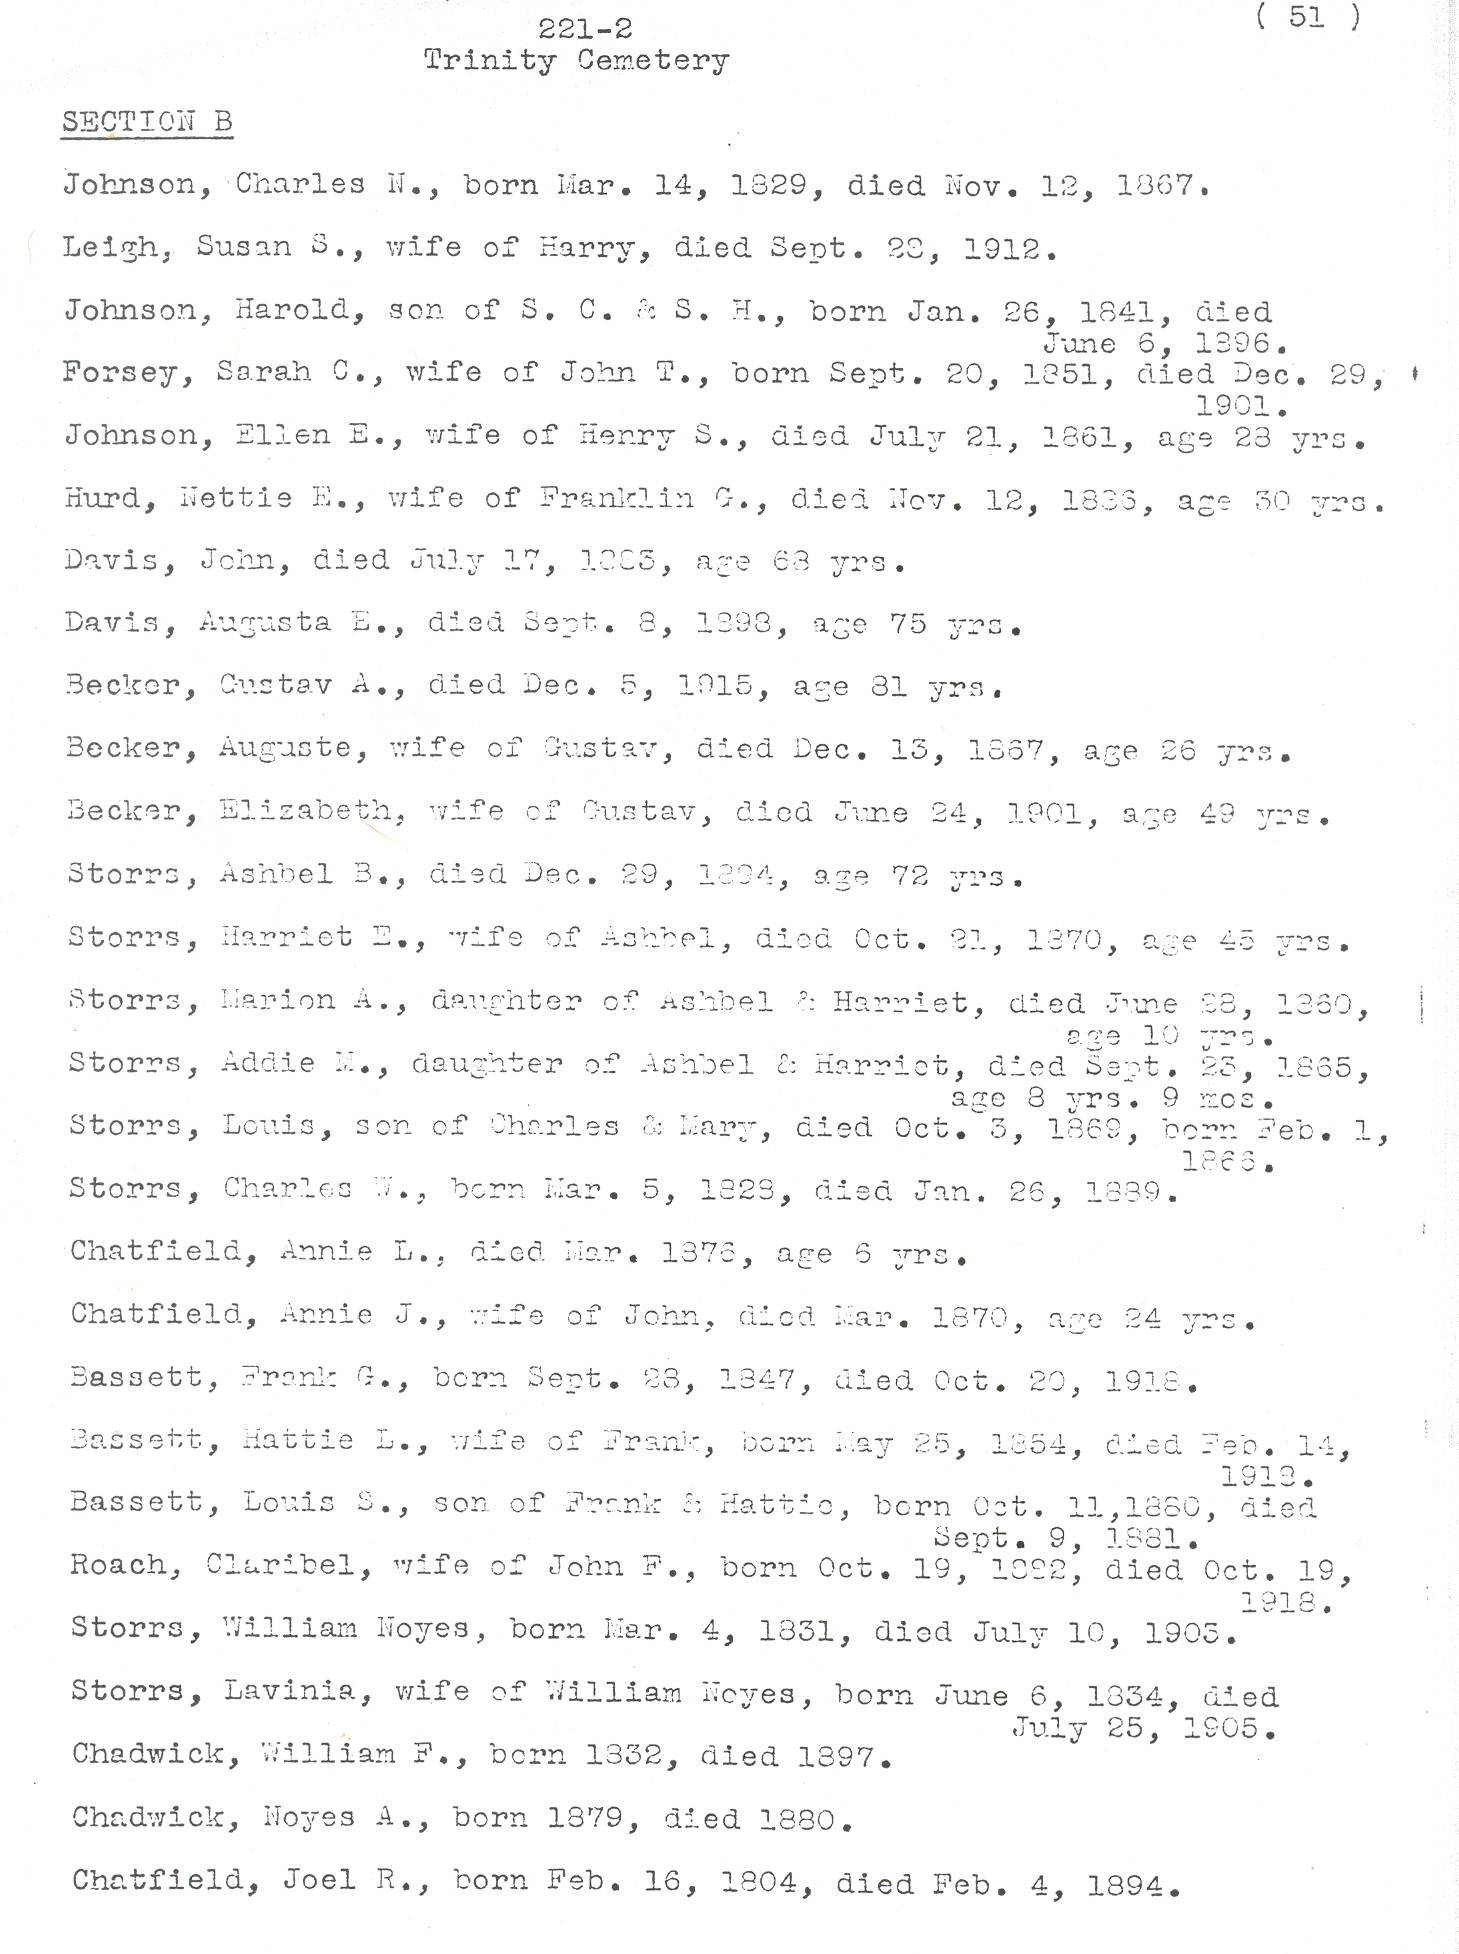 ( 51 )
221-2
Trinity Cemetery
SECTION B
Johnson, Charles N., born Mar. 14, 1829, died Nov. 12, 1867.
Leigh, Susan S., wife of Harry, died Sept. 28, 1912.
Johnson, Harold, son of S. C. & S. H., born Jan. 26, 1841, died
June 6, 1896.
Forsey, Sarah C., wife of John T., born Sept. 20, 1851, died Dec. 29,
1901.
Johnson, Ellen E., wife of Henry S., died July 21, 1861, age 28 yrs.
Hurd, Nettie E., wife of Franklin G., died Nov. 12, 1886, age 30 yrs.
Davis, John, died July 17, 1883, age 68 yrs.
Davis, Augusta E., died Sept. 8, 1898, age 75 yrs.
Becker, Gustav A., died Dec. 5, 1915, age 81 yrs.
Becker, Auguste, wife of Gustav, died Dec. 13, 1867, age 26 yrs.
Becker, Elizabeth, wife of Gustav, died June 24, 1901, age 49 yrs.
Storrs, Ashbel B., died Dec. 29, 1894, age 72 yrs.
Storrs, Harriet E., wife of Ashbel, died Oct. 21, 1870, age 45 yrs.
Storrs, Marion A., daughter of Ashbel & Harriet, died June 28, 1860,
age 10 yrs.
Storrs, Addie M., daughter of Ashbel & Harriet, died Sept. 23, 1865,
age 8 yrs. 9 mos.
Storrs, Louis, son of Charles & Mary, died Oct. 3, 1869, born Feb. 1,
1866.
Storrs, Charles W., born Mar. 5, 1828, died Jan. 26, 1889.
Chatfield, Annie L., died Mar. 1876, age 6 yrs.
Chatfield, Annie J., wife of John, died Mar. 1870, age 24 yrs.
Bassett, Frank G., born Sept. 28, 1847, died Oct. 20, 1918.
Bassett, Hattie L., wife of Frank, born May 25, 1854, died Feb. 14,
1918.
Bassett, Louis S., son of Frank & Hattie, born Oct. 11,1880, died
Sept. 9, 1881.
Roach, Claribel, wife of John F., born Oct. 19, 1882, died Oct. 19,
1918.
Storrs, William Noyes, born Mar. 4, 1831, died July 10, 1903.
Storrs, Lavinia, wife of William Noyes, born June 6, 1834, died
July 25, 1905.
Chadwick, William F., born 1832, died 1897.
Chadwick, Noyes A., born 1879, died 1880.
Chatfield, Joel R., born Feb. 16, 1804, died Feb. 4, 1894.